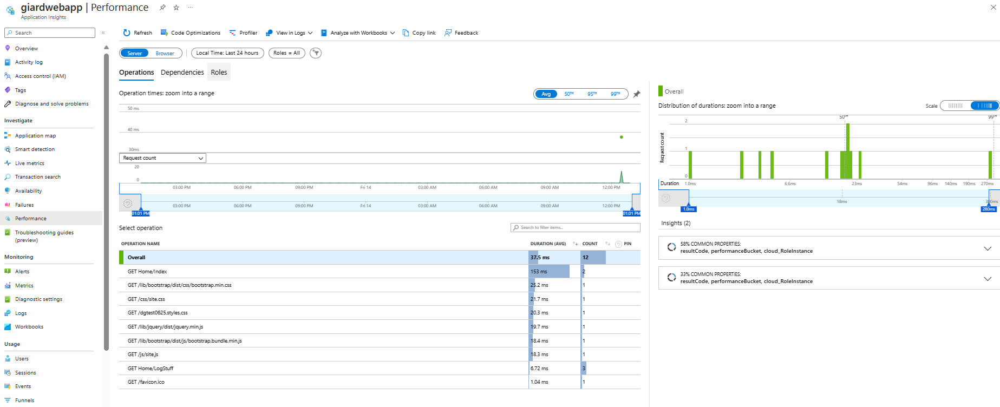 giardwebapp | Performance
Application Insights
Search
Overview
Activity log
Access control (IAM)
Tags
Diagnose and solve problems
Investigate
Application map
Smart detection
Live metrics
Transaction search
Availability
Failures
Performance
Troubleshooting guides
(preview)
Monitoring
Alerts
Metrics
Diagnostic settings
Logs
Workbooks
Usage
Users
Sessions
Events
Funnels
Refresh Code Optimizations Profiler View in Logs Analyze with Workbooks Copy link Feedback
Server Browser Local Time: Last 24 hours Roles = All
Operations Dependencies Roles
Operation times: zoom into a range
Avg 50TH 95TH 99TH
50 ms
40 ms
30ms
Request count
20
0
03:00 PM 06:00 PM 09:00 PM Fri 14 03:00 AM 06:00 AM 09:00 AM 12:00 PM
03:00 PM 06:00 PM 09:00 PM Fri 14 03:00 AM 06:00 AM 09:00 AM 12:00 PM
01:01 PM 01:01 PM
Select operation
Search to filter items...
OPERATION NAME DURATION (AVG) COUNT PIN
Overall 37.5 ms 12
GET Home/Index 153 ms 2
GET /lib/bootstrap/dist/css/bootstrap.min.css 25.2 ms 1
GET /css/site.css 21.7 ms 1
GET /dgtest0625.styles.css 20.3 ms 1
GET /lib/jquery/dist/jquery.min.js 19.7 ms 1
GET /lib/bootstrap/dist/js/bootstrap.bundle.min.js 18.4 ms 1
GET /js/site.js 18.3 ms 1
GET Home/LogStuff 6.72 ms 3
GET /favicon.ico 1.04 ms 1
Overall
Distribution of durations: zoom into a range
Scale
50TH 99TH
2
1
0
Request count
Duration 1.0ms 6.6ms 23ms 54ms 96ms 140ms 190ms 270ms
18ms 300ms
1.0ms 280ms
Insights (2)
58% COMMON PROPERTIES:
resultCode, performanceBucket, cloud_RoleInstance
33% COMMON PROPERTIES:
resultCode, performanceBucket, cloud_RoleInstance